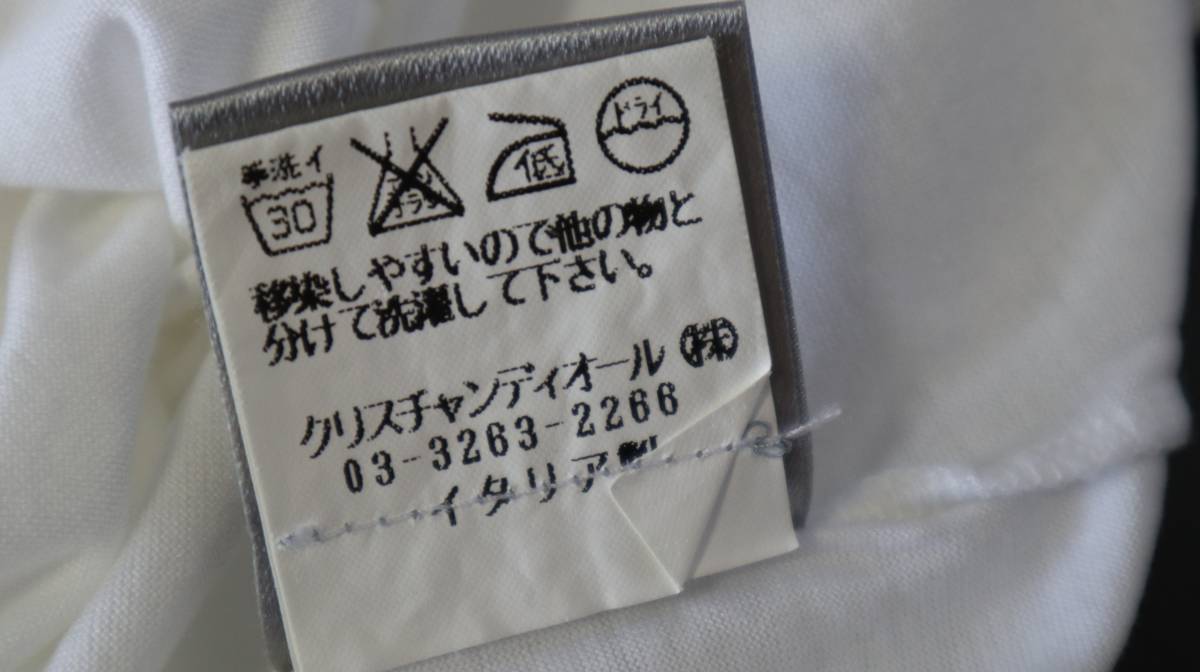 手洗イ
30
エンソ
サラシ
低
ドライ
移染しやすいので他の物と
分けて洗濯して下さい。
クリスチャンディオール㈱
03-3263-2266
イタリア製